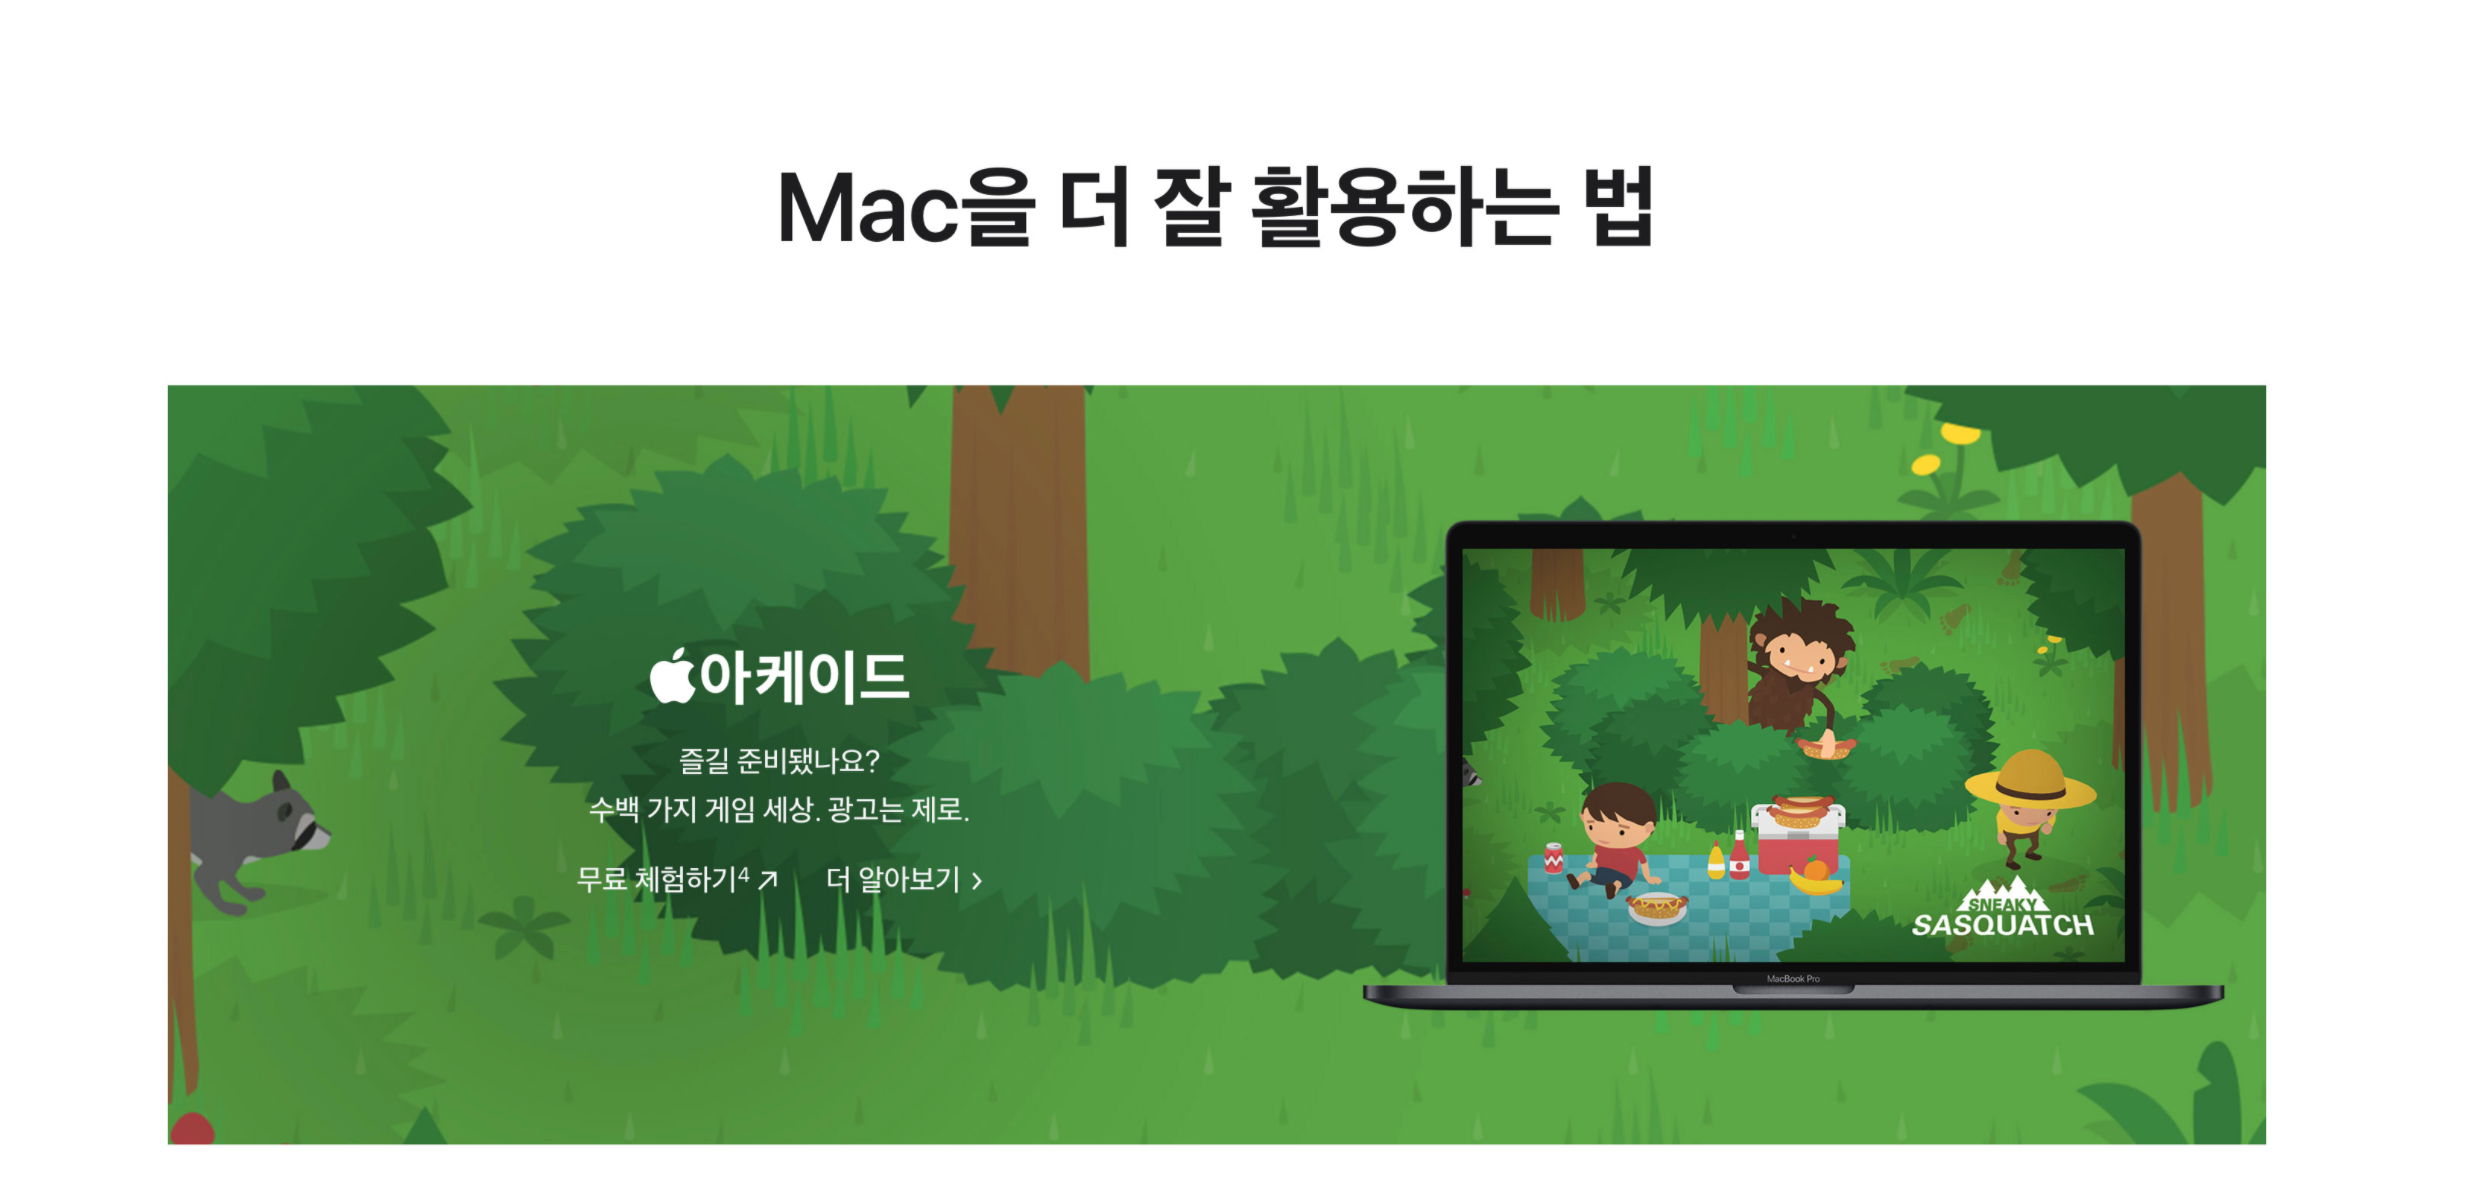 Mac을 더 잘 활용하는 법
아케이드
즐길 준비됐나요?
수백 가지 게임 세상. 광고는 제로.
무료 체험하기4 ↗ 더 알아보기 >
SNEAKY
SASQUATCH
MacBook Pro